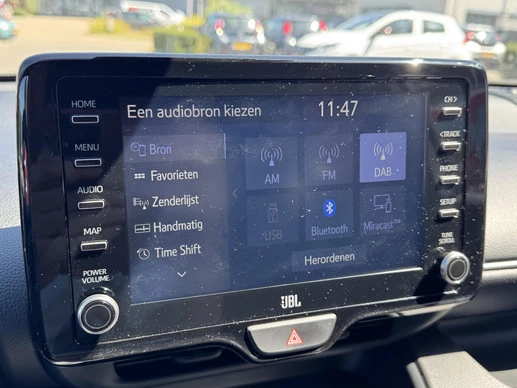 HOME
MENU
AUDIO
MAP
POWER
VOLUME
Een audiobron kiezen
11:47
Bron
Favorieten
Zenderlijst
Handmatig
Time Shift
AM
FM
DAB
USB
Bluetooth
Miracast™
Herordenen
CH>
<TRACK
PHONE
SETUP
TUNE
SCROLL
JBL